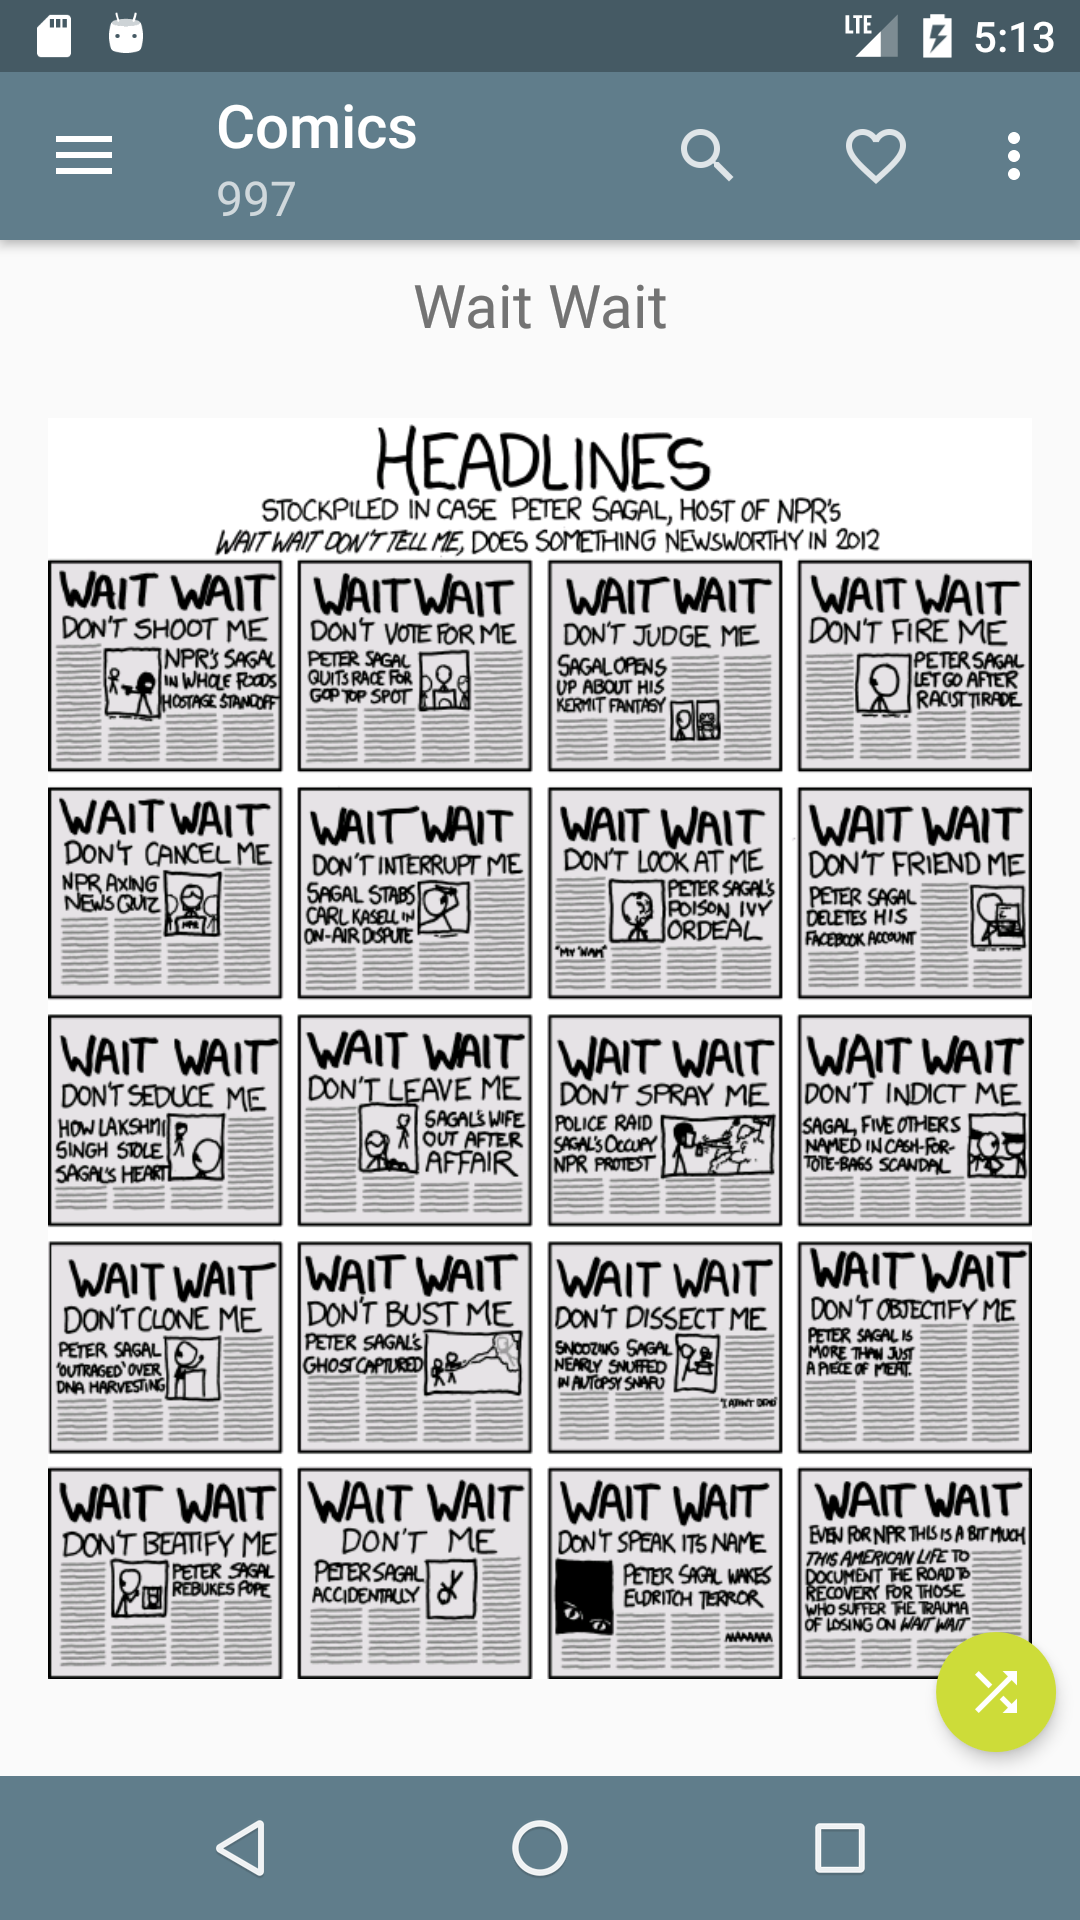 LTE 5:13
Comics
997
Wait Wait
HEADLINES
STOCKPILED IN CASE PETER SAGAL, HOST OF NPR'S
WAIT WAIT DON'T TELL ME, DOES SOMETHING NEWSWORTHY IN 2012
WAIT WAIT
DON'T SHOOT ME
NPR'S SAGAL
IN WHOLE FOODS
HOSTAGE STANDOFF
WAIT WAIT
DON'T VOTE FOR ME
PETER SAGAL
QUITS RACE FOR
GOP TOP SPOT
WAIT WAIT
DON'T JUDGE ME
SAGAL OPENS
UP ABOUT HIS
KERMIT FANTASY
WAIT WAIT
DON'T FIRE ME
PETER SAGAL
LET GO AFTER
RACIST TIRADE
WAIT WAIT
DON'T CANCEL ME
NPR AXING
NEWS QUIZ
NPR
WAIT WAIT
DON'T INTERRUPT ME
SAGAL STABS
CARL KASELL IN
ON-AIR DISPUTE
WAIT WAIT
DON'T LOOK AT ME
PETER SAGAL'S
POISON IVY
ORDEAL
WAIT WAIT
DON'T FRIEND ME
PETER SAGAL
DELETES HIS
FACEBOOK ACCOUNT
WAIT WAIT
DON'T SEDUCE ME
HOW LAKSHMI
SINGH STOLE
SAGAL'S HEART
WAIT WAIT
DON'T LEAVE ME
SAGAL'S WIFE
OUT AFTER
AFFAIR
WAIT WAIT
DON'T SPRAY ME
POLICE RAID
SAGAL'S OCCUPY
NPR PROTEST
WAIT WAIT
DON'T INDICT ME
SAGAL, FIVE OTHERS
NAMED IN CASH-FOR-
TOTE-BAGS SCANDAL
WAIT WAIT
DON'T CLONE ME
PETER SAGAL
'OUTRAGED' OVER
DNA HARVESTING
WAIT WAIT
DON'T BUST ME
PETER SAGAL'S
GHOST CAPTURED
WAIT WAIT
DON'T DISSECT ME
SNOOZING SAGAL
NEARLY SNUFFED
IN AUTOPSY SNAFU
WAIT WAIT
DON'T OBJECTIFY ME
PETER SAGAL IS
MORE THAN JUST
A PIECE OF MEAT.
WAIT WAIT
DON'T BEATIFY ME
PETER SAGAL
REBUKES POPE
WAIT WAIT
DON'T ME
PETER SAGAL
ACCIDENTALLY
WAIT WAIT
DON'T SPEAK ITS NAME
PETER SAGAL WAKES
ELDRITCH TERROR
WAIT WAIT
EVEN FOR NPR THIS IS A BIT MUCH
THIS AMERICAN LIFE TO
DOCUMENT THE ROAD TO
RECOVERY FOR THOSE
WHO SUFFER THE TRAUMA
OF LOSING ON WAIT WAIT